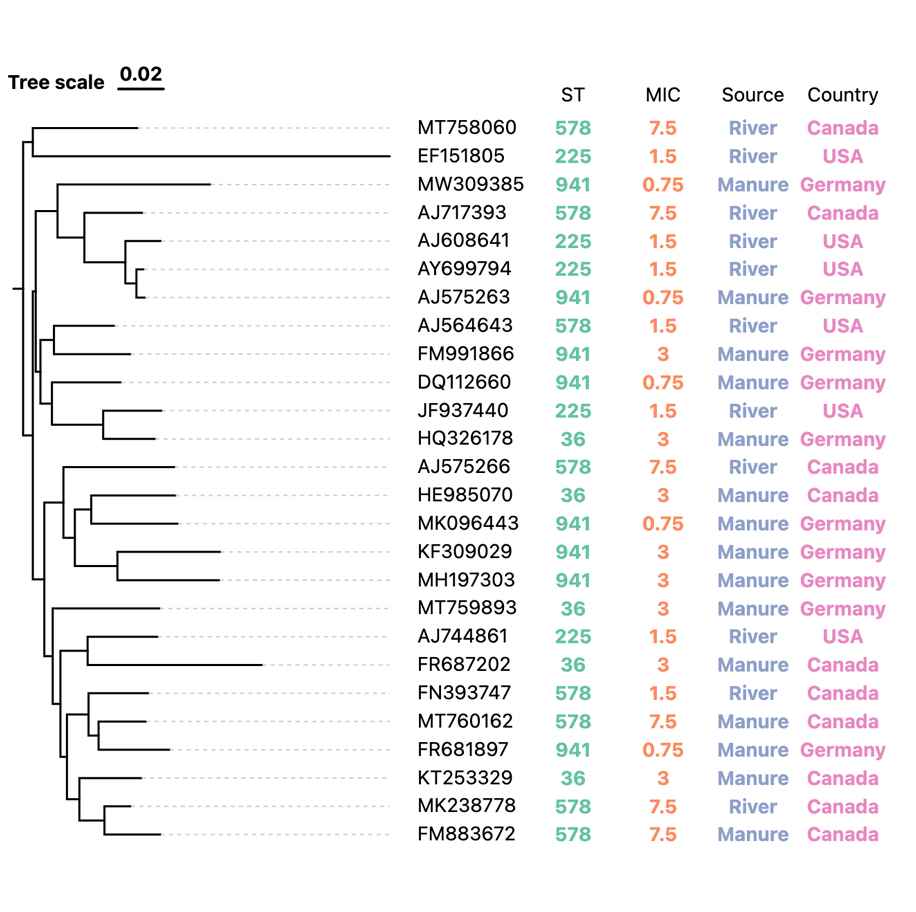 Tree scale 0.02
ST MIC Source Country
MT758060 578 7.5 River Canada
EF151805 225 1.5 River USA
MW309385 941 0.75 Manure Germany
AJ717393 578 7.5 River Canada
AJ608641 225 1.5 River USA
AY699794 225 1.5 River USA
AJ575263 941 0.75 Manure Germany
AJ564643 578 1.5 River USA
FM991866 941 3 Manure Germany
DQ112660 941 0.75 Manure Germany
JF937440 225 1.5 River USA
HQ326178 36 3 Manure Germany
AJ575266 578 7.5 River Canada
HE985070 36 3 Manure Canada
MK096443 941 0.75 Manure Germany
KF309029 941 3 Manure Germany
MH197303 941 3 Manure Germany
MT759893 36 3 Manure Germany
AJ744861 225 1.5 River USA
FR687202 36 3 Manure Canada
FN393747 578 1.5 River Canada
MT760162 578 7.5 Manure Canada
FR681897 941 0.75 Manure Germany
KT253329 36 3 Manure Canada
MK238778 578 7.5 River Canada
FM883672 578 7.5 Manure Canada